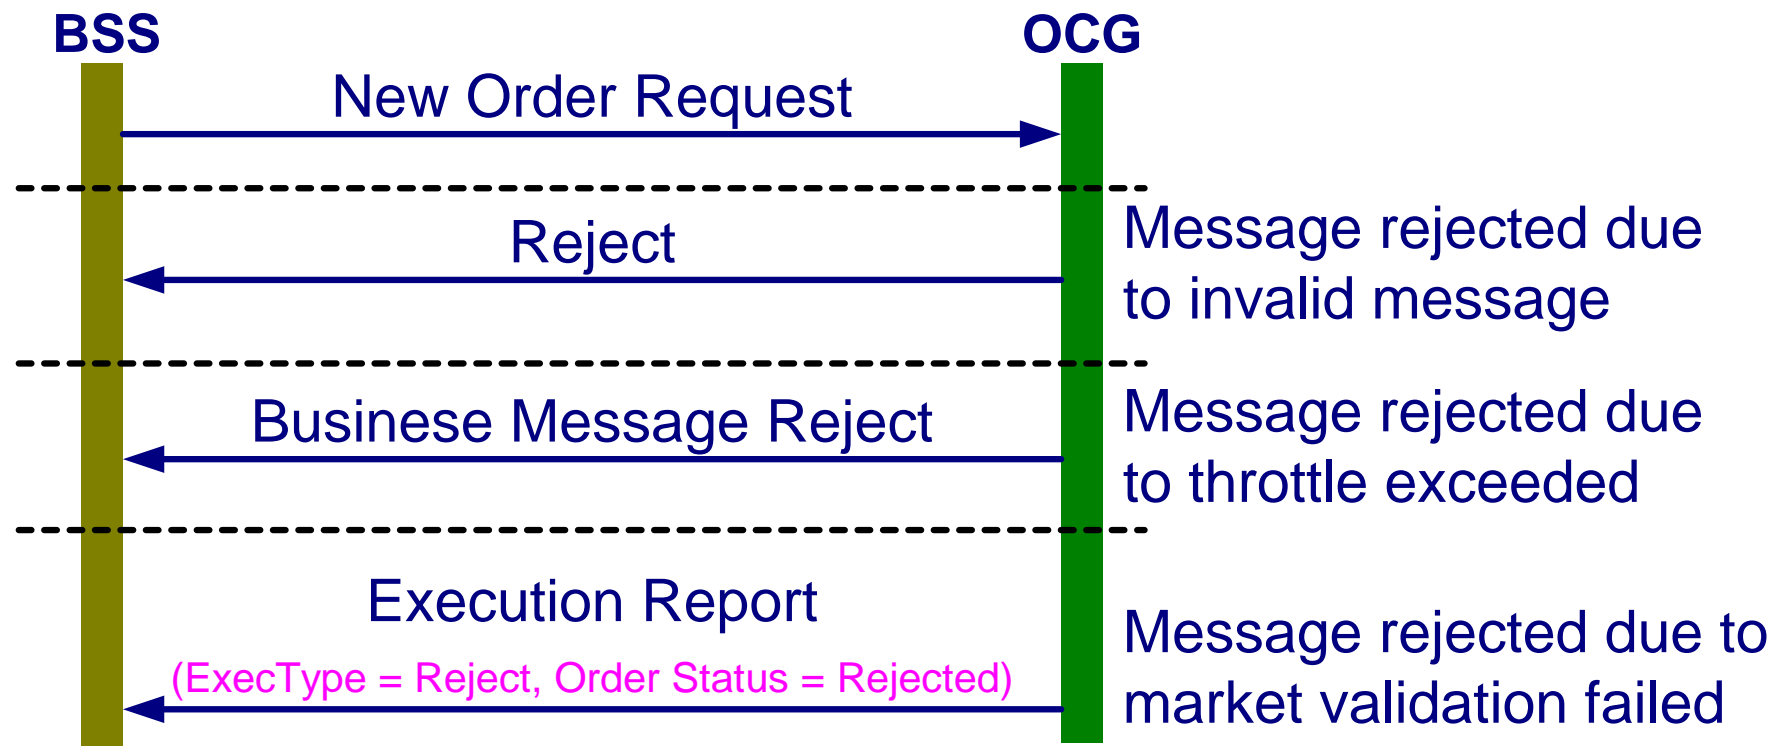 BSS
OCG
New Order Request
Reject
Message rejected due
to invalid message
Businese Message Reject
Message rejected due
to throttle exceeded
Execution Report
(ExecType = Reject, Order Status = Rejected)
Message rejected due to
market validation failed